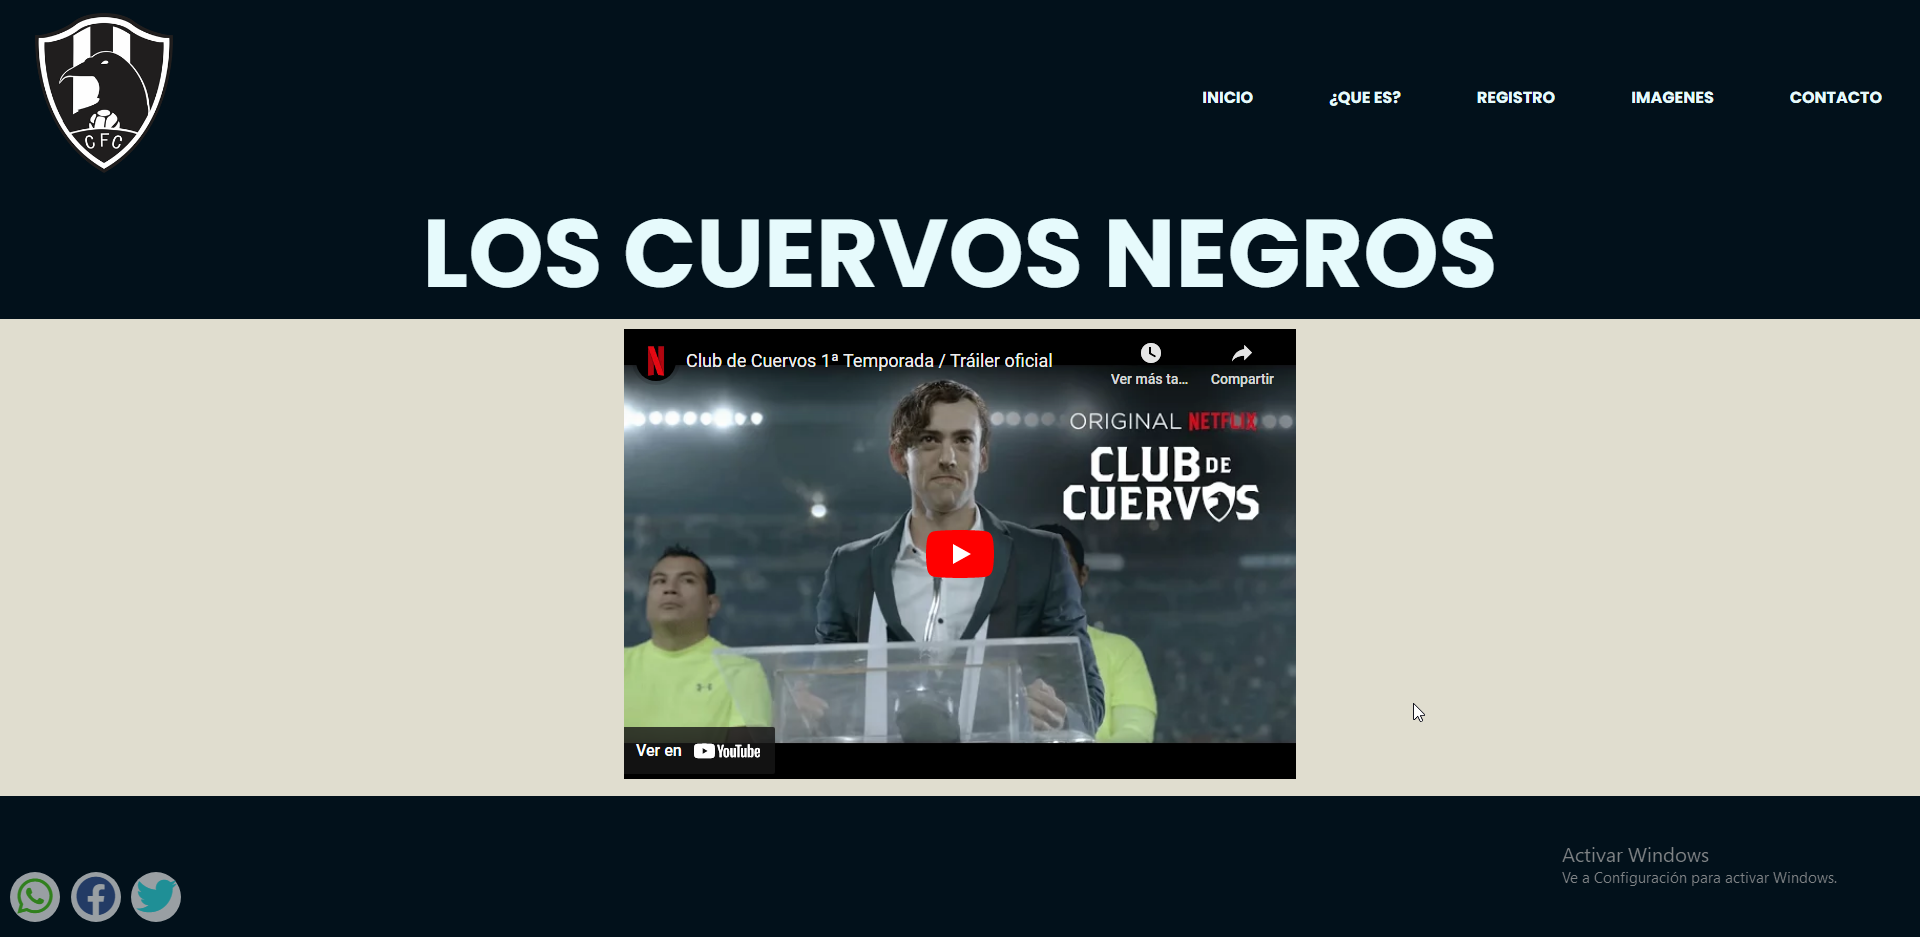 CFC
INICIO ¿QUE ES? REGISTRO IMAGENES CONTACTO
LOS CUERVOS NEGROS
Club de Cuervos 1ª Temporada / Tráiler oficial
Ver más ta... Compartir
ORIGINAL NETFLIX
CLUB DE
CUERVOS
Ver en YouTube
Activar Windows
Ve a Configuración para activar Windows.